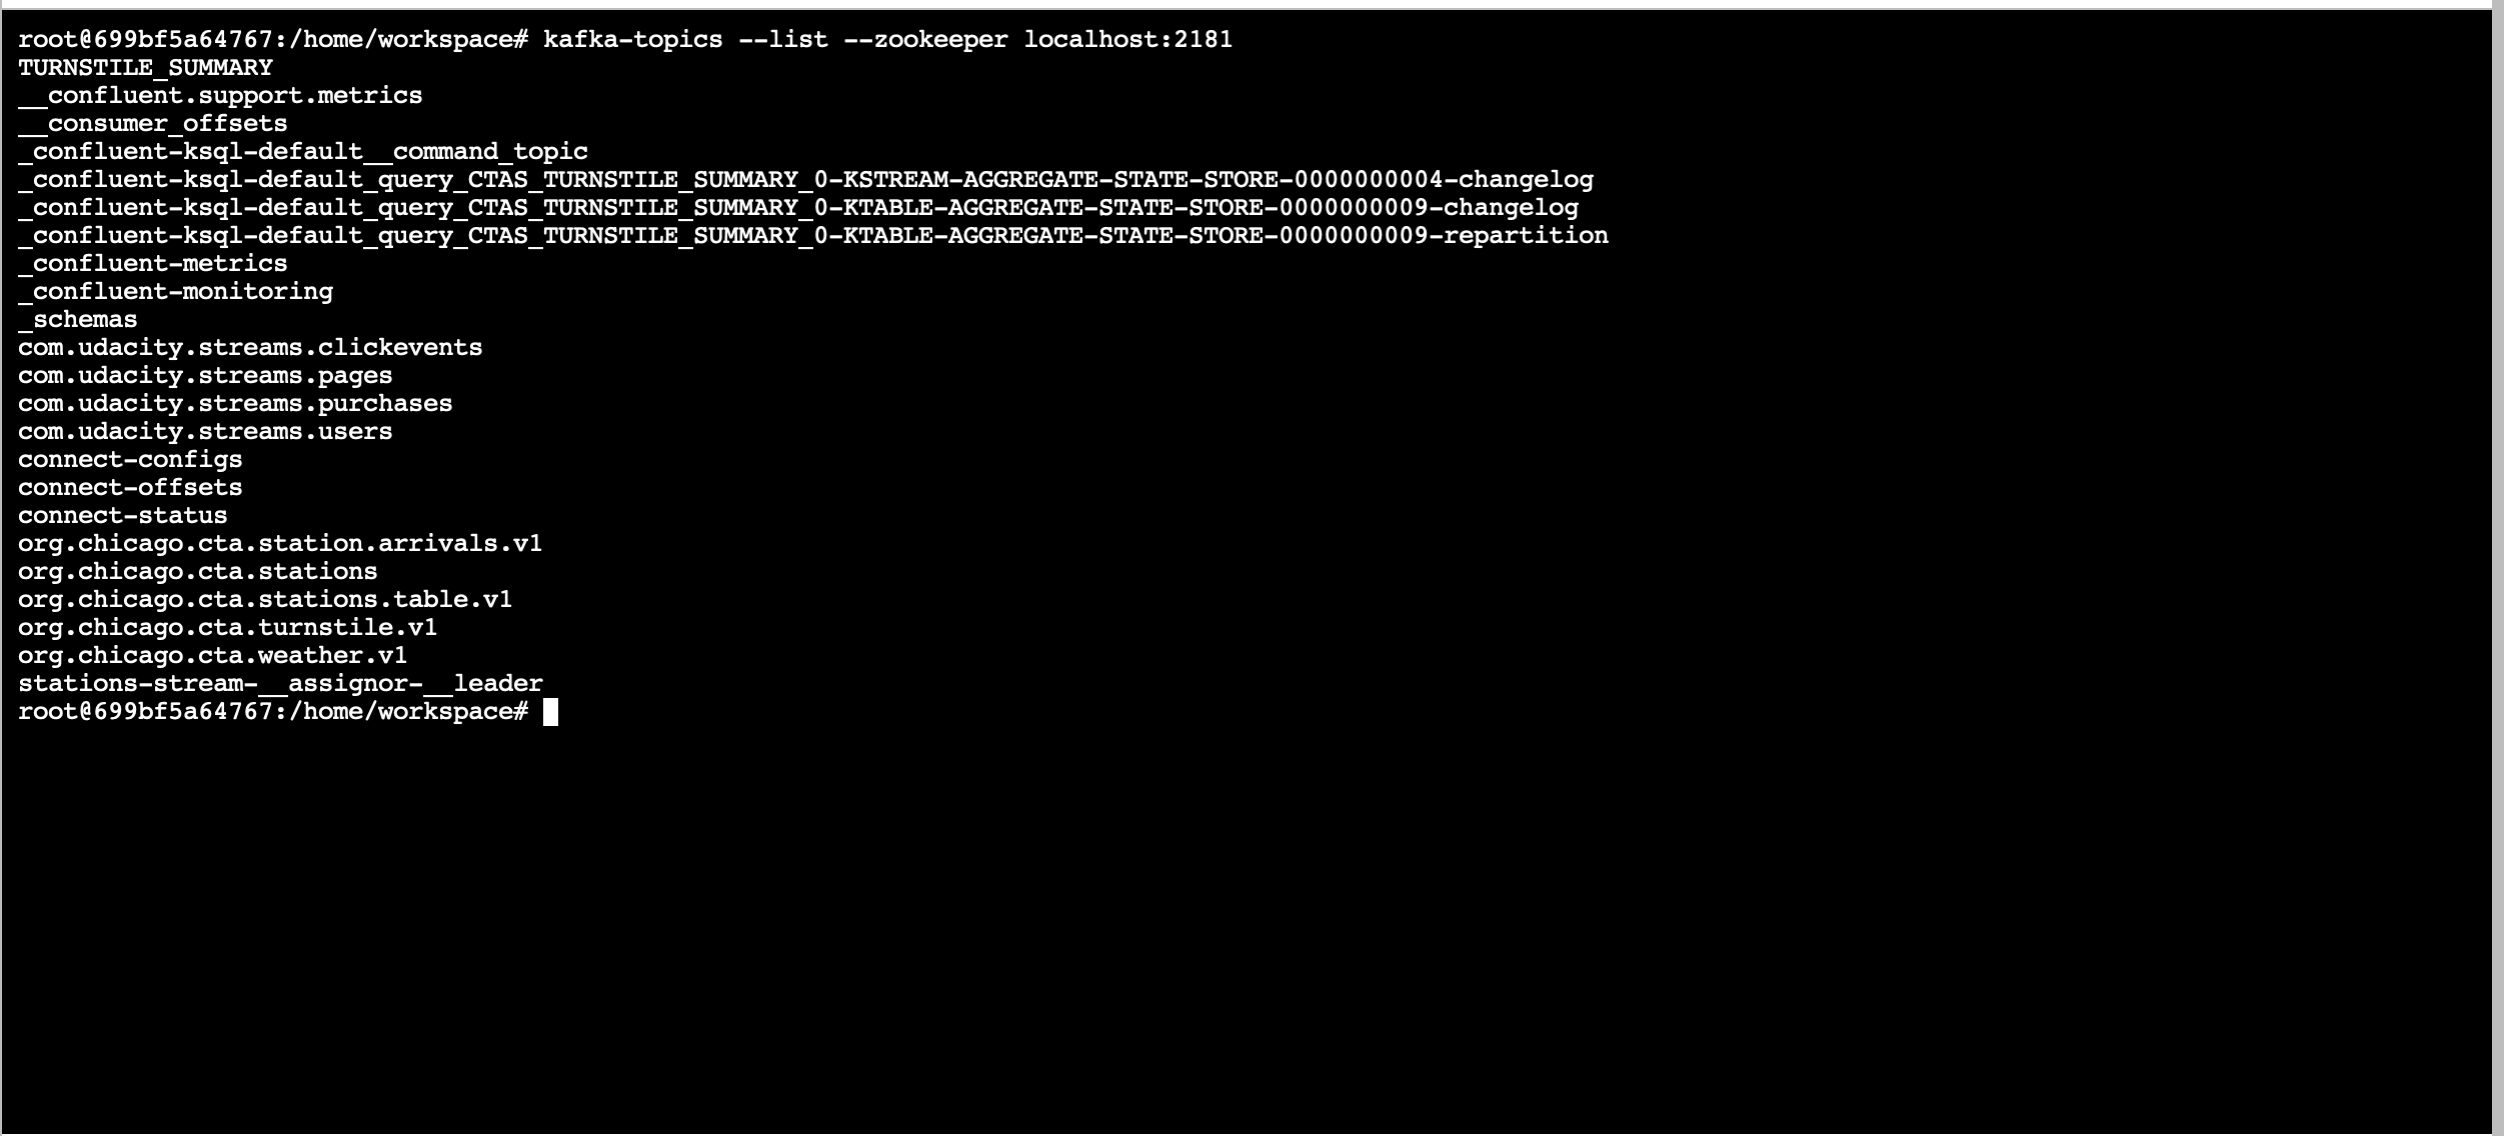 root@699bf5a64767:/home/workspace# kafka-topics --list --zookeeper localhost:2181
TURNSTILE_SUMMARY
__confluent.support.metrics
__consumer_offsets
_confluent-ksql-default__command_topic
_confluent-ksql-default_query_CTAS_TURNSTILE_SUMMARY_0-KSTREAM-AGGREGATE-STATE-STORE-0000000004-changelog
_confluent-ksql-default_query_CTAS_TURNSTILE_SUMMARY_0-KTABLE-AGGREGATE-STATE-STORE-0000000009-changelog
_confluent-ksql-default_query_CTAS_TURNSTILE_SUMMARY_0-KTABLE-AGGREGATE-STATE-STORE-0000000009-repartition
_confluent-metrics
_confluent-monitoring
_schemas
com.udacity.streams.clickevents
com.udacity.streams.pages
com.udacity.streams.purchases
com.udacity.streams.users
connect-configs
connect-offsets
connect-status
org.chicago.cta.station.arrivals.v1
org.chicago.cta.stations
org.chicago.cta.stations.table.v1
org.chicago.cta.turnstile.v1
org.chicago.cta.weather.v1
stations-stream-__assignor-__leader
root@699bf5a64767:/home/workspace#